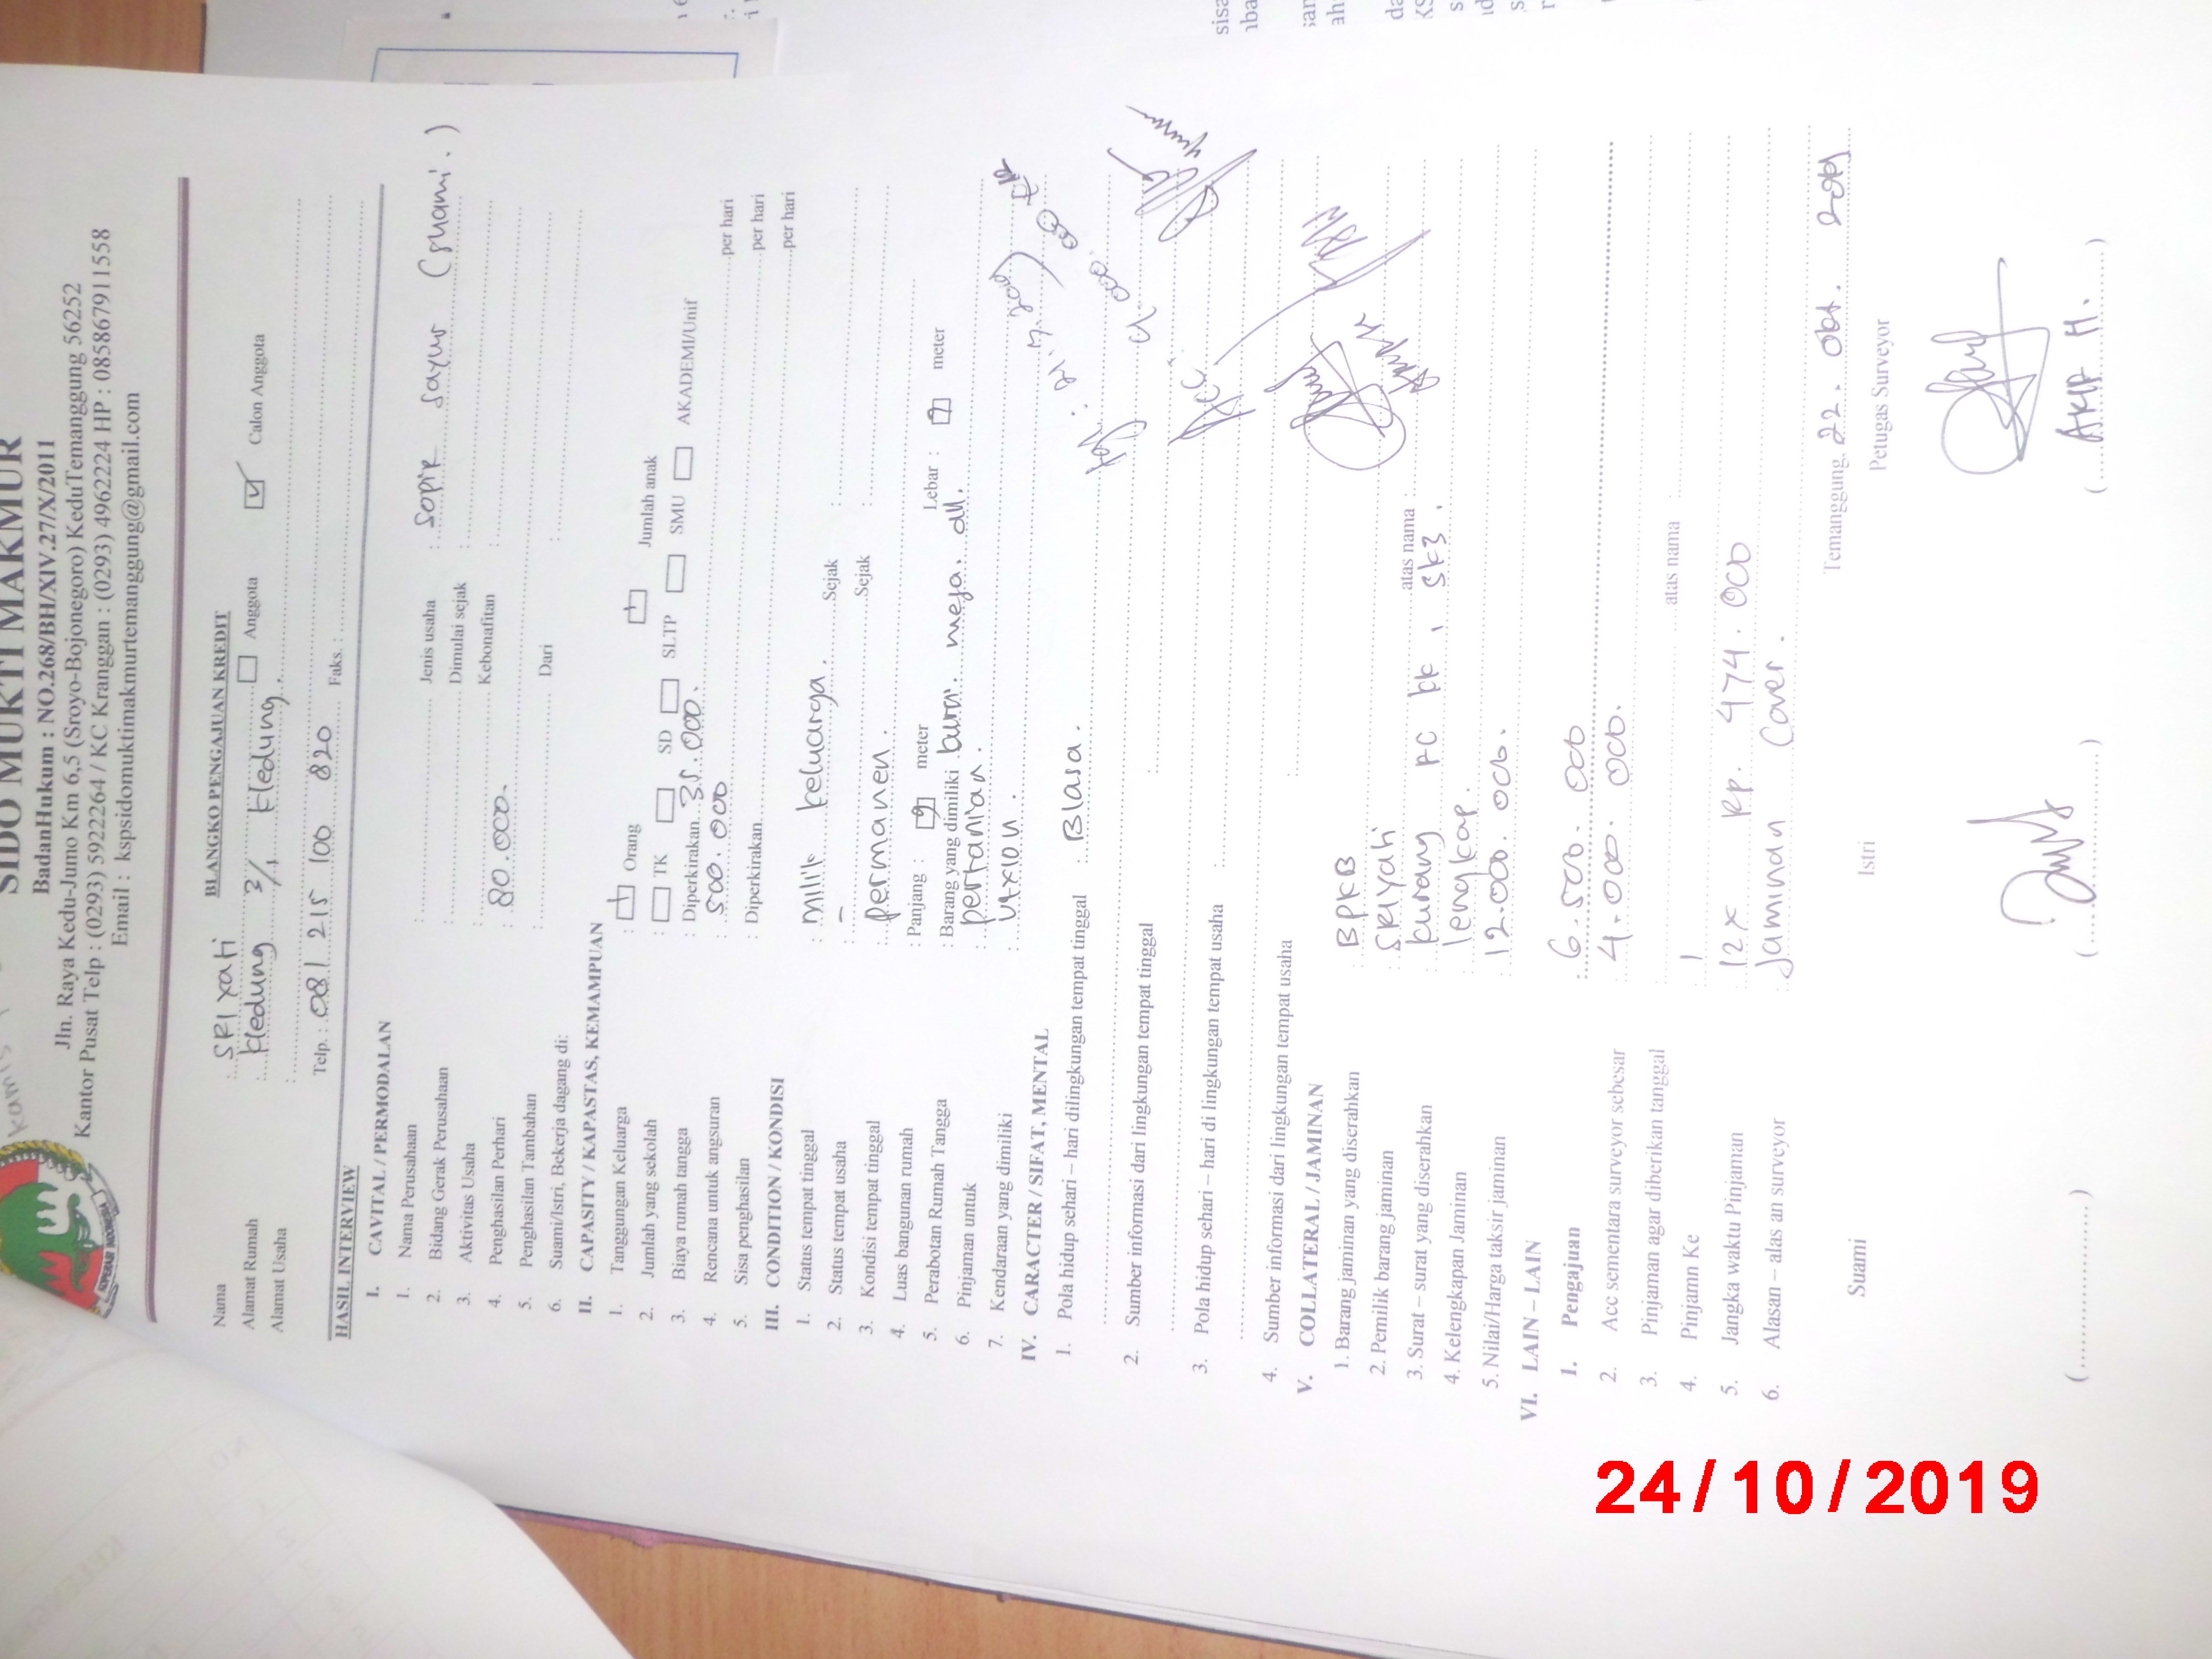 SIDO MUKTI MAKMUR
BadanHukum : NO.268/BH/XIV.27/X/2011
Jln. Raya Kedu-Jumo Km 6,5 (Sroyo-Bojonegoro) KeduTemanggung 56252
Kantor Pusat Telp : (0293) 5922264 / KC Kranggan : (0293) 4962224 HP : 085867911558
Email : kspsidomuktimakmurtemanggung@gmail.com
BLANGKO PENGAJUAN KREDIT
Nama : SRI YATI
Alamat Rumah : Kledung 3/1 Kledung. Anggota Calon Anggota
Alamat Usaha :
Telp. : 081 215 100 820 Faks. :
HASIL INTERVIEW
I. CAVITAL / PERMODALAN
1. Nama Perusahaan : Jenis usaha : Sopir sayur (suami.)
2. Bidang Gerak Perusahaan : Dimulai sejak :
3. Aktivitas Usaha : Kebonafitan :
4. Penghasilan Perhari : 80.000.
5. Penghasilan Tambahan : Dari :
6. Suami/Istri, Bekerja dagang di:
II. CAPASITY / KAPASTAS, KEMAMPUAN
1. Tanggungan Keluarga : Orang Jumlah anak
2. Jumlah yang sekolah : TK SD SLTP SMU AKADEMI/Unif
3. Biaya rumah tangga : Diperkirakan 35.000. per hari
4. Rencana untuk angsuran : 500.000 per hari
5. Sisa penghasilan : Diperkirakan per hari
III. CONDITION / KONDISI
1. Status tempat tinggal : milik keluarga. Sejak :
2. Status tempat usaha : – Sejak :
3. Kondisi tempat tinggal : permanen.
4. Luas bangunan rumah : Panjang : 9 meter Lebar : 7 meter
5. Perabotan Rumah Tangga : Barang yang dimiliki kursi. meja. dll.
6. Pinjaman untuk : pertanian.
7. Kendaraan yang dimiliki :
IV. CARACTER / SIFAT, MENTAL
1. Pola hidup sehari – hari dilingkungan tempat tinggal : Biasa.
2. Sumber informasi dari lingkungan tempat tinggal :
3. Pola hidup sehari – hari di lingkungan tempat usaha :
Acc.
4. Sumber informasi dari lingkungan tempat usaha :
V. COLLATERAL / JAMINAN
1. Barang jaminan yang diserahkan : BPKB
2. Pemilik barang jaminan : SRIYati
3. Surat – surat yang diserahkan : kurang FC KK , SK3. atas nama :
4. Kelengkapan Jaminan : lengkap.
5. Nilai/Harga taksir jaminan : 12.000.000.
VI. LAIN – LAIN
1. Pengajuan : 6.500.000
2. Acc sementara surveyor sebesar : 4.000.000.
3. Pinjaman agar diberikan tanggal : atas nama :
4. Pinjamn Ke : 1
5. Jangka waktu Pinjaman : 12x Rp. 474.000
6. Alasan – alas an surveyor : Jaminan Cover.
Temanggung, 22. Okt. 2019
Suami Istri Petugas Surveyor
(....................) (....................) (AKUP H.)
24/10/2019